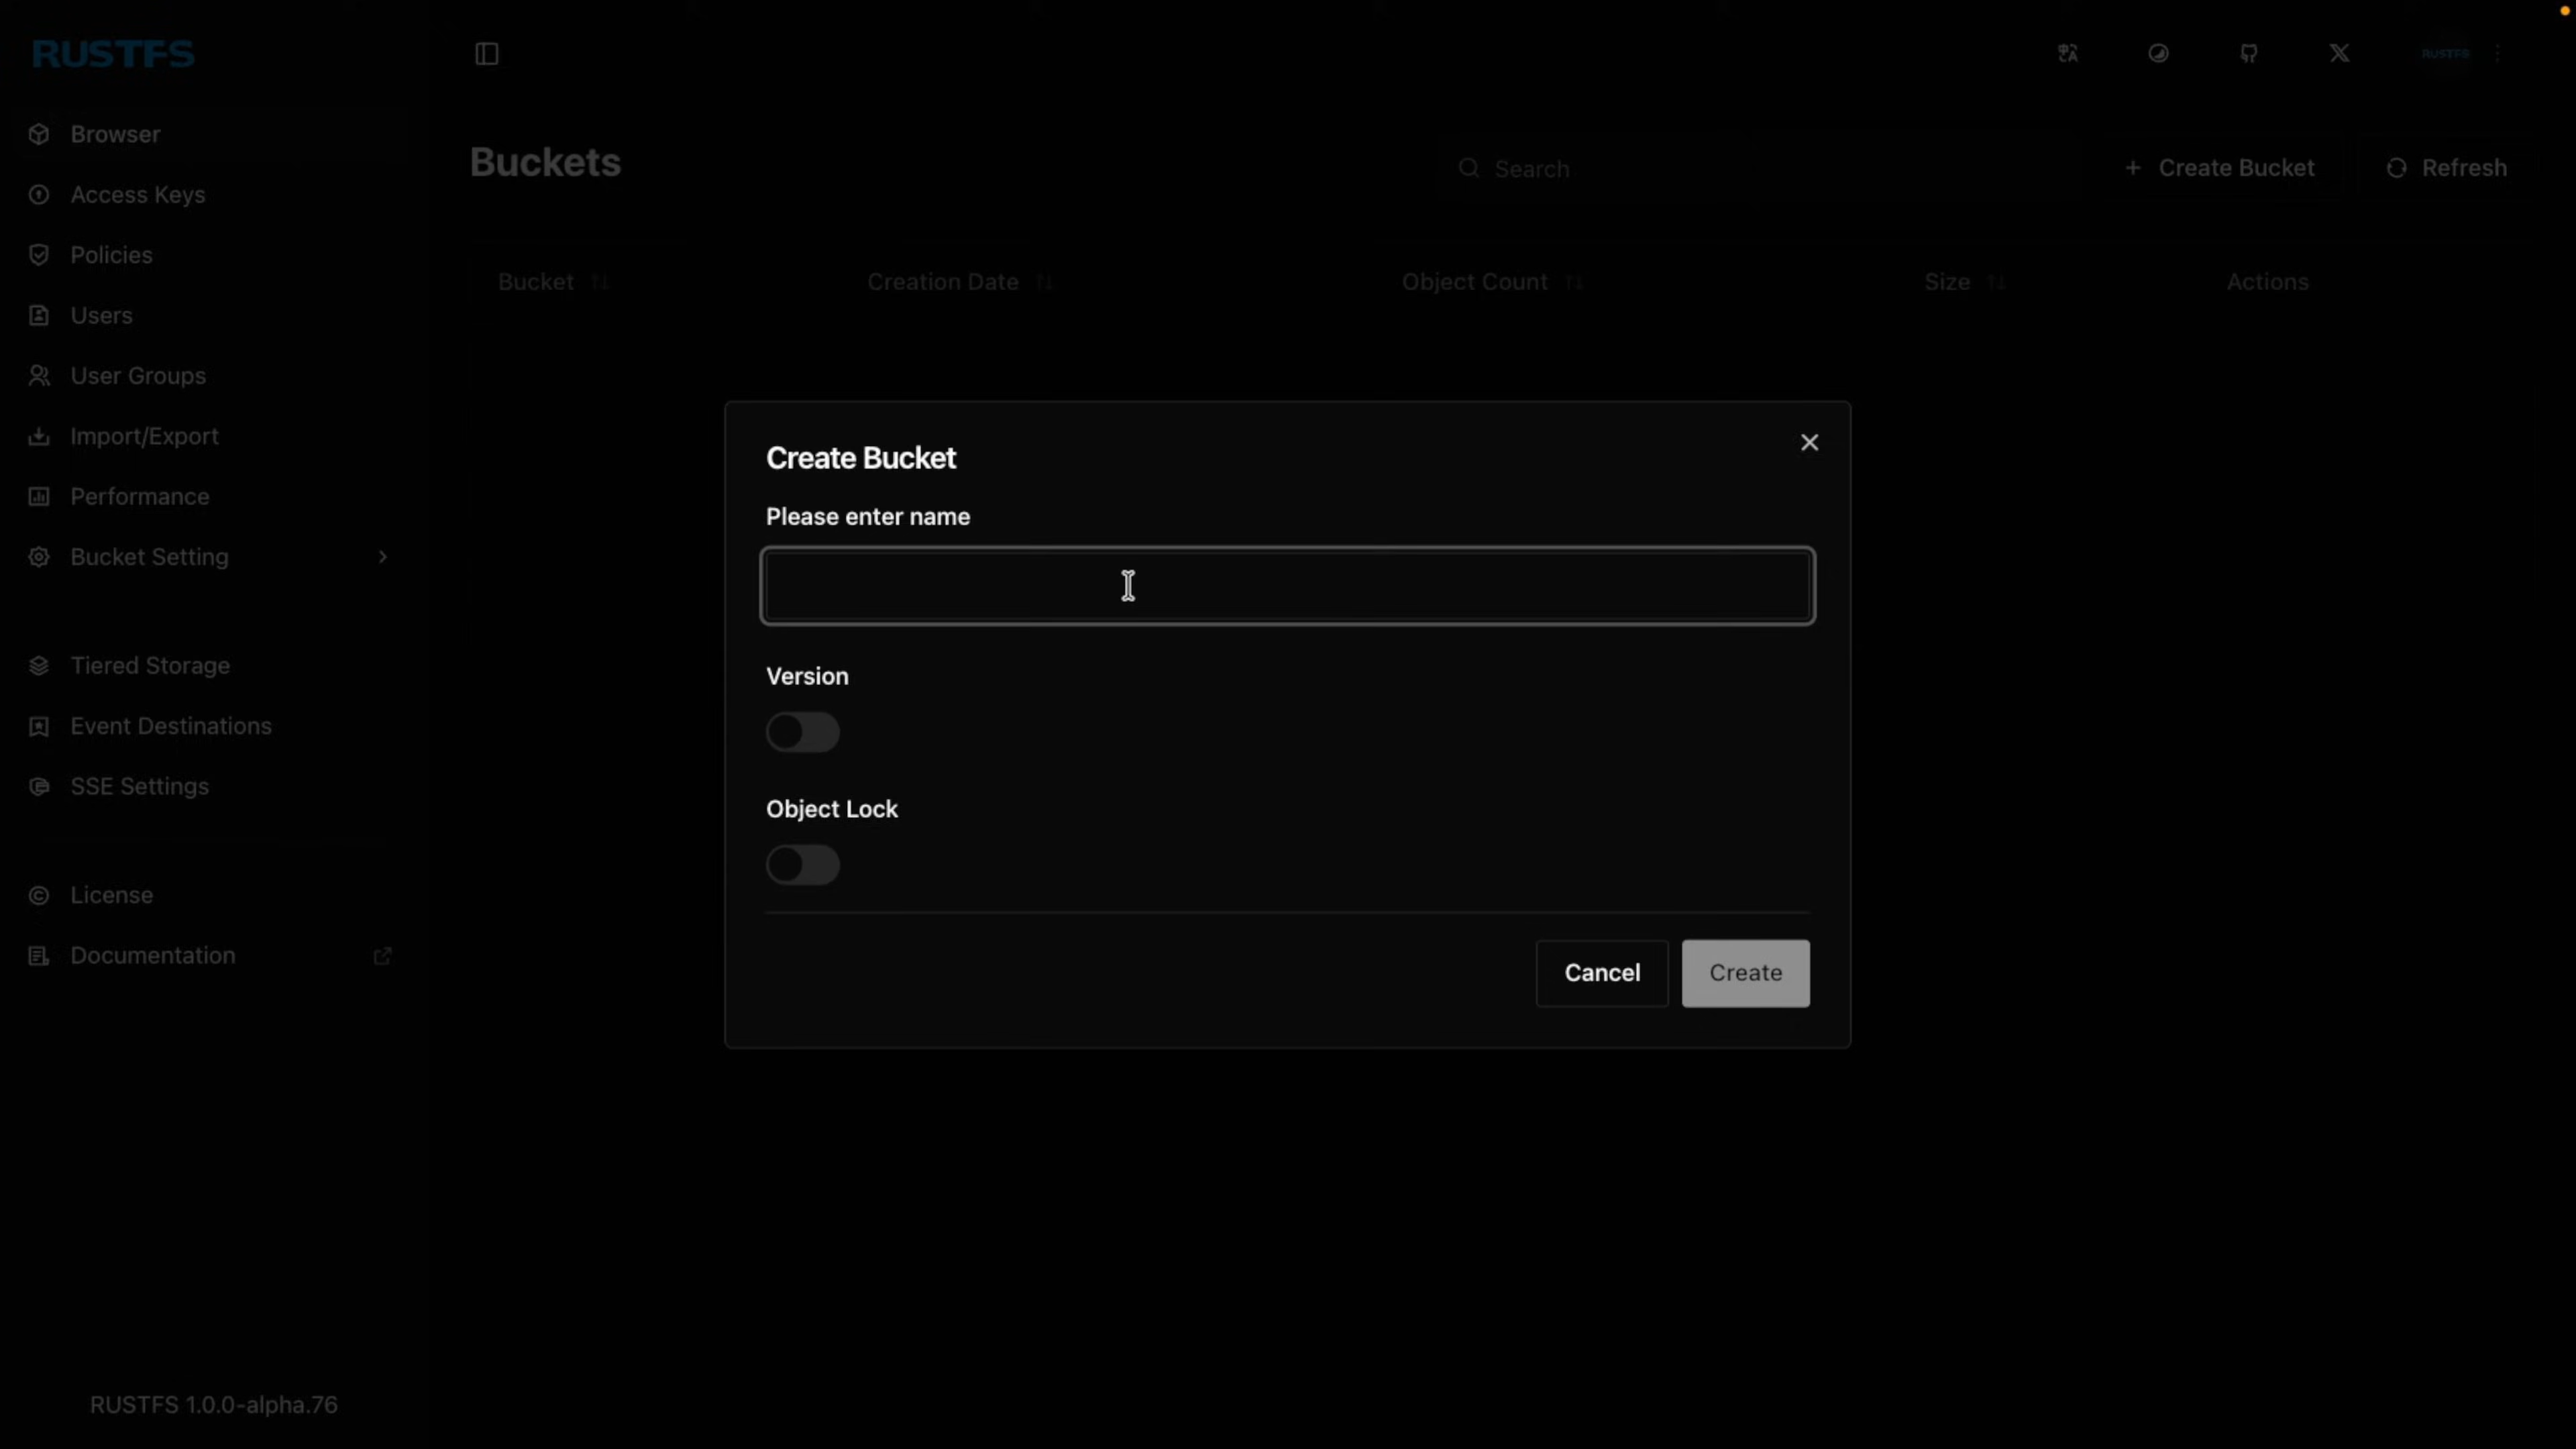 RUSTFS
Browser
Access Keys
Policies
Users
User Groups
Import/Export
Performance
Bucket Setting
Tiered Storage
Event Destinations
SSE Settings
License
Documentation
RUSTFS 1.0.0-alpha.76
RUSTFS
Buckets
Search
+ Create Bucket
Refresh
Bucket Creation Date Object Count Size Actions
Create Bucket
Please enter name
Version
Object Lock
Cancel Create